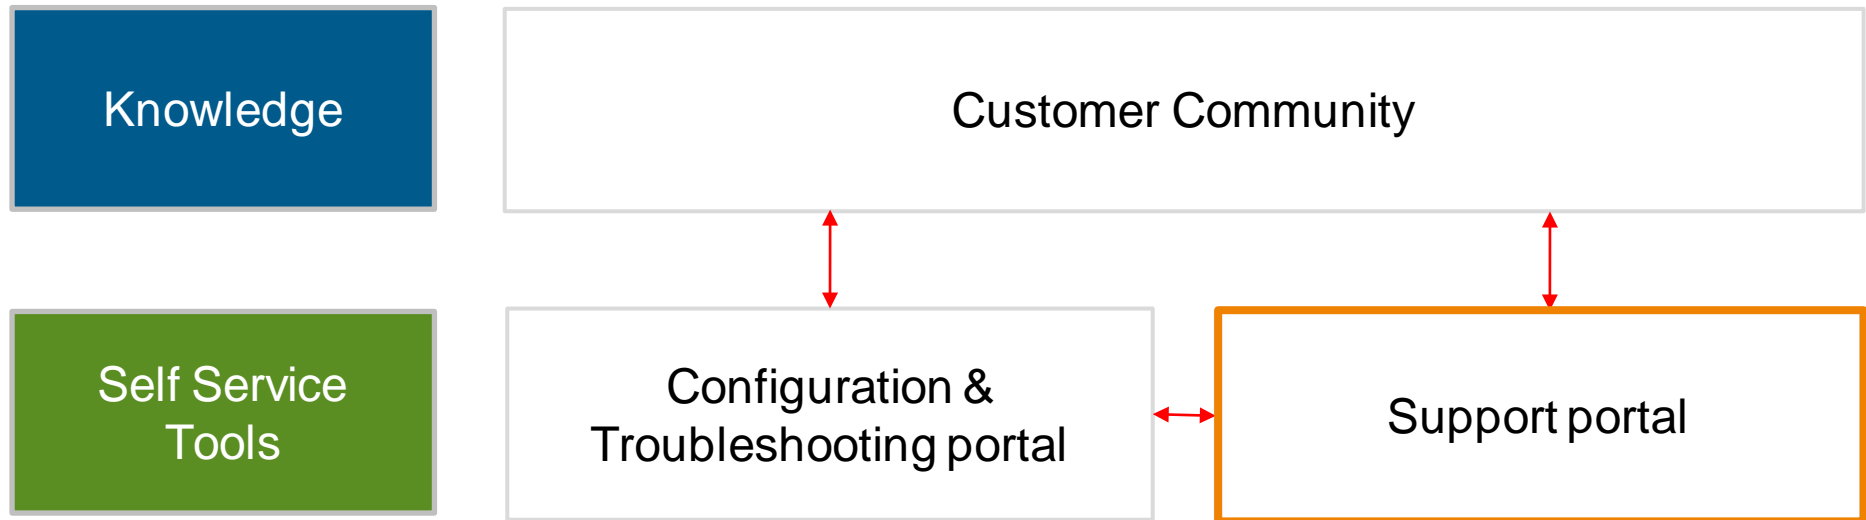 Knowledge
Customer Community
Self Service
Tools
Configuration &
Troubleshooting portal
Support portal